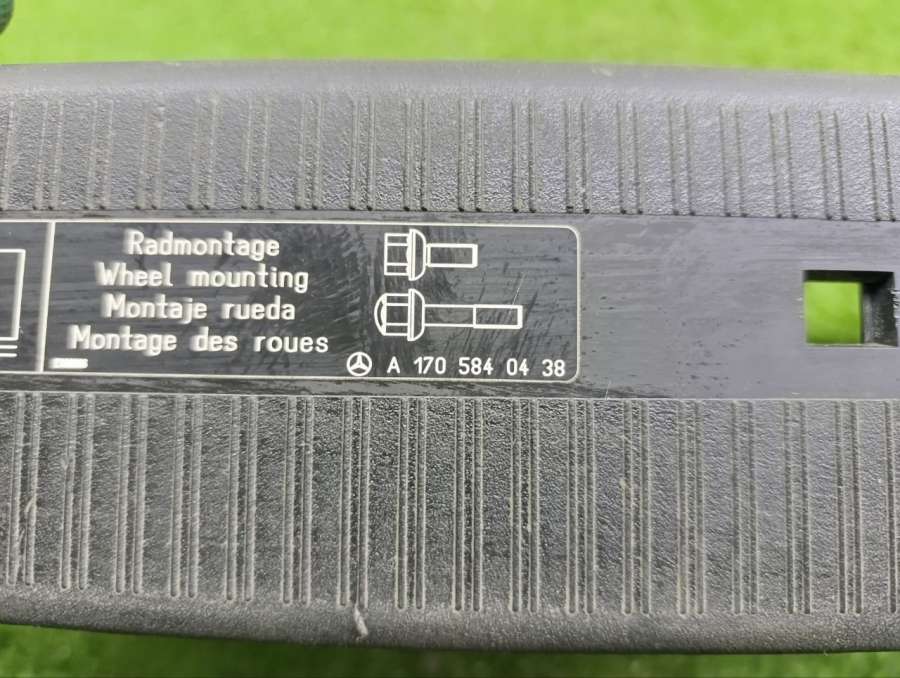 Radmontage
Wheel mounting
Montaje rueda
Montage des roues
A 170 584 04 38